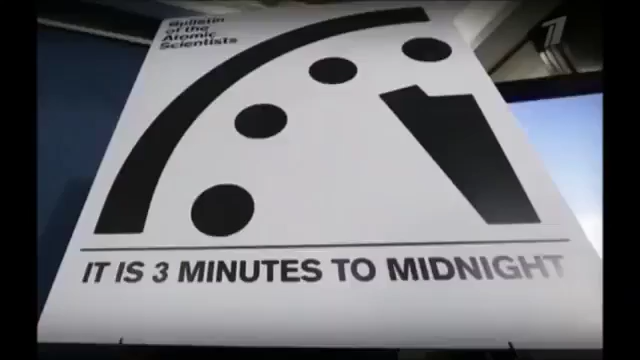 Bulletin
of the
Atomic
Scientists
IT IS 3 MINUTES TO MIDNIGHT